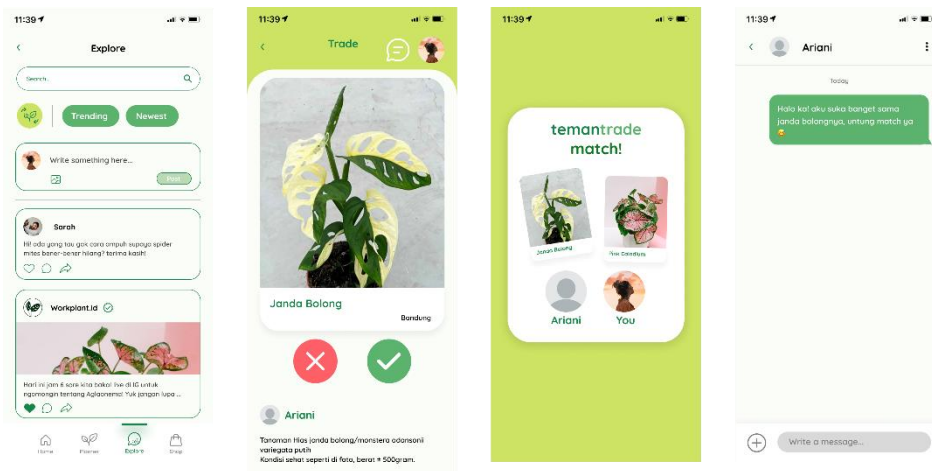 11:39
Explore
Search..
Trending
Newest
Write something here...
Post
Sarah
Hi! ada yang tau gak cara ampuh supaya spider
mites bener-bener hilang? terima kasih!
Workplant.id
Hari ini jam 6 sore kita bakal live di IG untuk
ngomongin tentang Aglaonema! Yuk jangan lupa ...
Home
Planner
Explore
Shop
11:39
Trade
Janda Bolong
Bandung
Ariani
Tanaman Hias janda bolong/monstera adansonii
variegata putih
Kondisi sehat seperti di foto, berat ± 500gram.
11:39
temantrade
match!
Janda Bolong
Pink Caladium
Ariani
You
11:39
Ariani
Today
Halo ka! aku suka banget sama
janda bolongnya, untung match ya
Write a message...